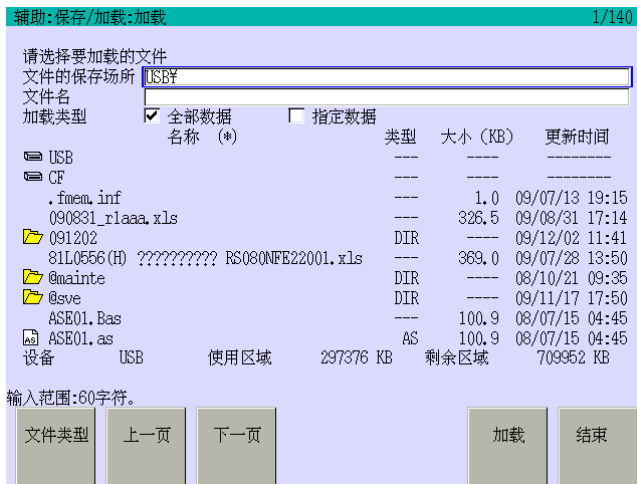 辅助:保存/加载:加载 1/140
请选择要加载的文件
文件的保存场所 USB¥
文件名
加载类型 全部数据 指定数据
名称 (*) 类型 大小 (KB) 更新时间
USB --- ---- --------
CF --- ---- --------
.fmem.inf --- 1.0 09/07/13 19:15
090831_r1aaa.xls --- 326.5 09/08/31 17:14
091202 DIR ---- 09/12/02 11:41
81L0556(H) ?????????? RS080NFE22001.xls --- 369.0 09/07/28 13:50
@mainte DIR ---- 08/10/21 09:35
@sve DIR ---- 09/11/17 17:50
ASE01.Bas --- 100.9 08/07/15 04:45
ASE01.as AS 100.9 08/07/15 04:45
设备 USB 使用区域 297376 KB 剩余区域 709952 KB
输入范围:60字符。
文件类型 上一页 下一页 加载 结束